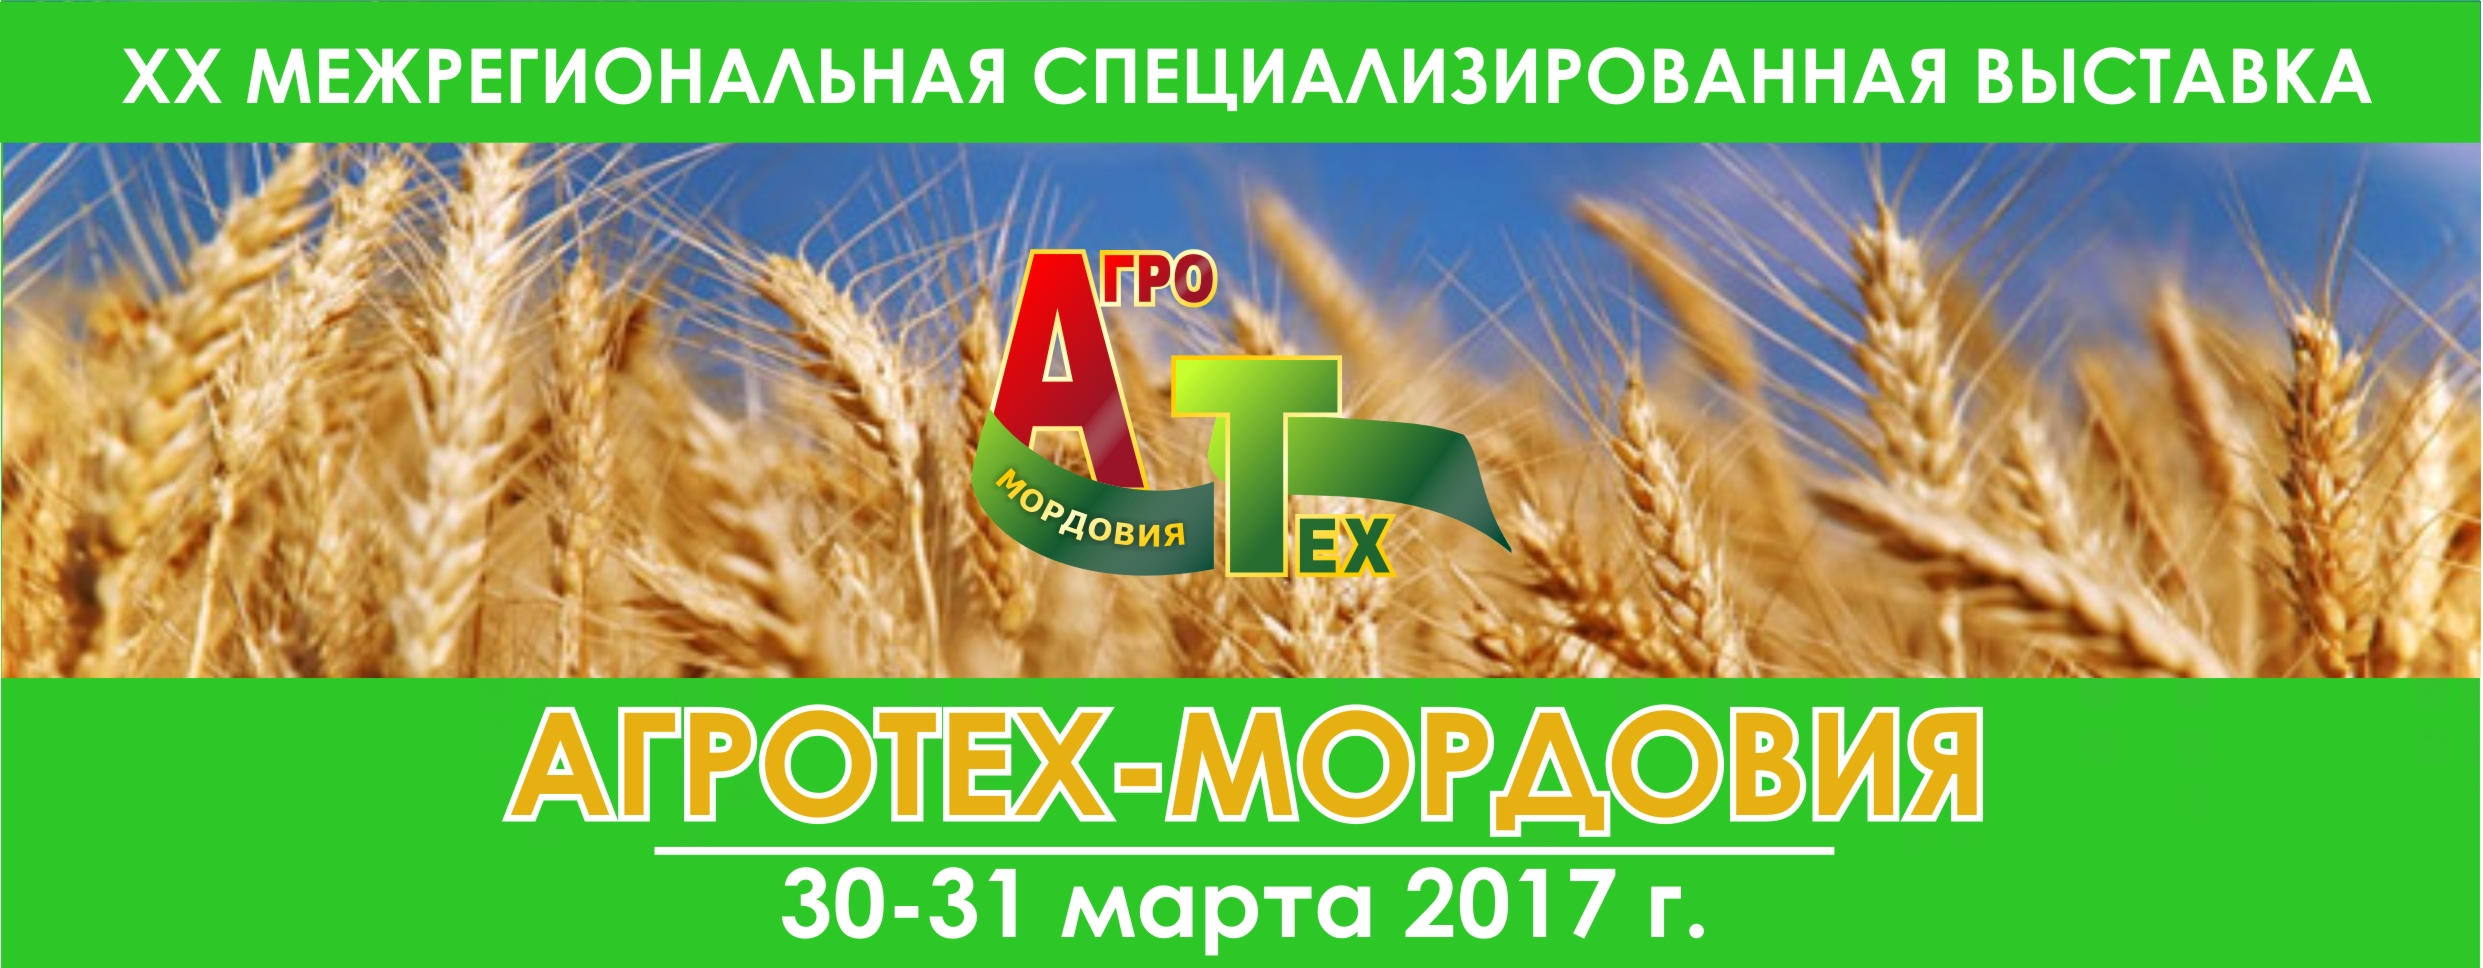 XX МЕЖРЕГИОНАЛЬНАЯ СПЕЦИАЛИЗИРОВАННАЯ ВЫСТАВКА
АГРО
ТЕХ
МОРДОВИЯ
АГРОТЕХ-МОРДОВИЯ
30-31 марта 2017 г.